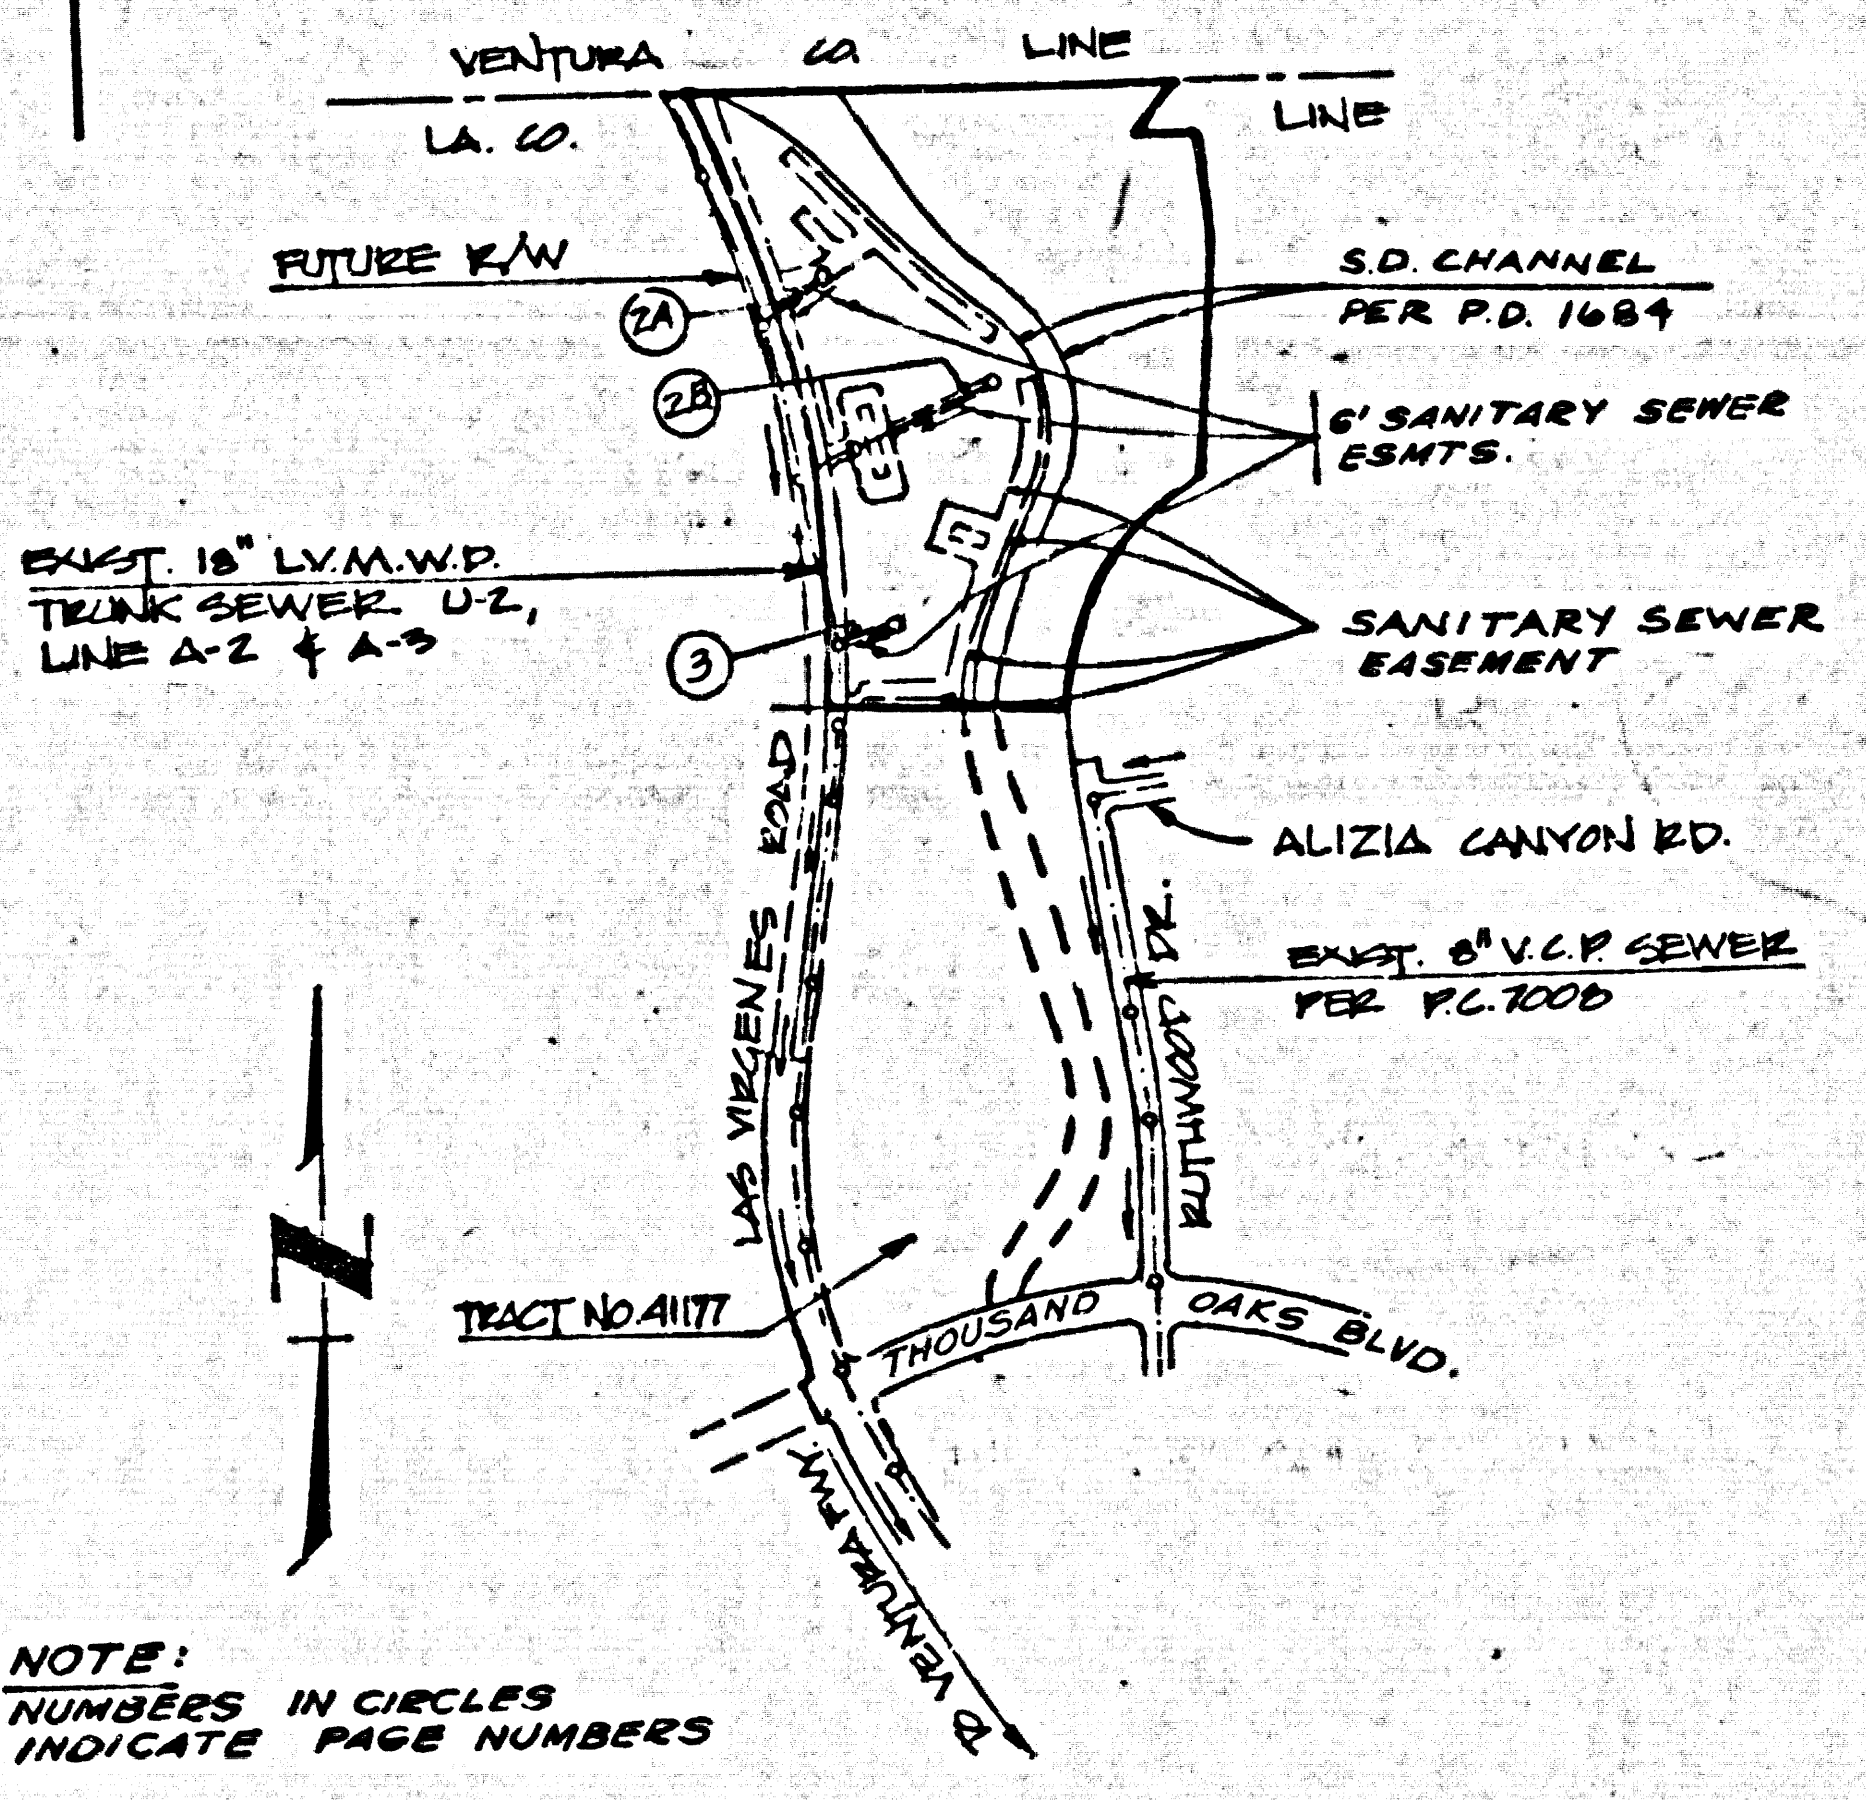 VENTURA CO. LINE
LA. CO. LINE
FUTURE R/W
2A
S.D. CHANNEL
PER P.D. 1684
2B
6' SANITARY SEWER
ESMTS.
EXIST. 18" L.V.M.W.D.
TRUNK SEWER U-2,
LINE A-2 & A-3
3
SANITARY SEWER
EASEMENT
ALIZIA CANYON RD.
EXIST. 8" V.C.P. SEWER
PER P.C. 7008
LAS VIRGENES ROAD
RUTHWOOD DR.
N
TRACT NO. 41177
THOUSAND OAKS BLVD.
TO VENTURA FWY
NOTE:
NUMBERS IN CIRCLES
INDICATE PAGE NUMBERS